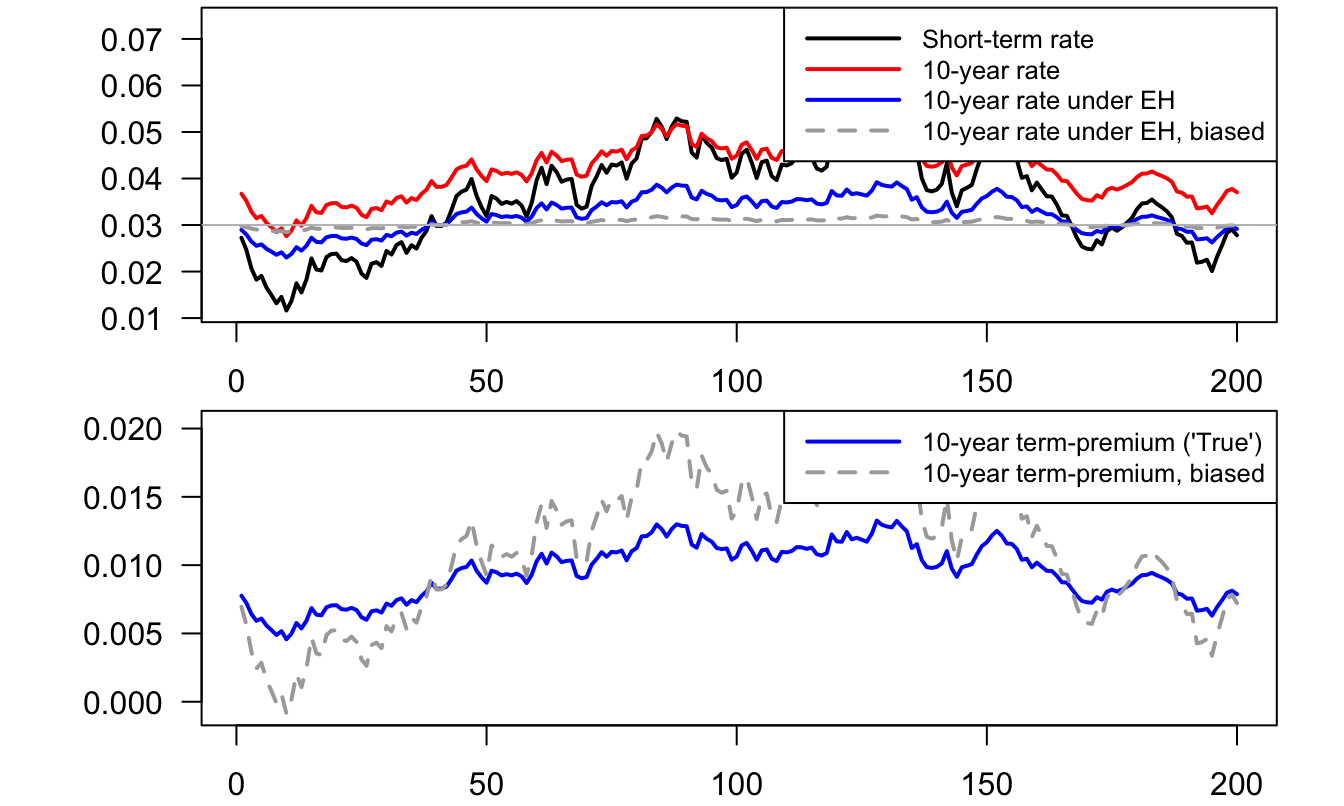 0.07
0.06
0.05
0.04
0.03
0.02
0.01
Short-term rate
10-year rate
10-year rate under EH
10-year rate under EH, biased
0 50 100 150 200
0.020
0.015
0.010
0.005
0.000
10-year term-premium ('True')
10-year term-premium, biased
0 50 100 150 200